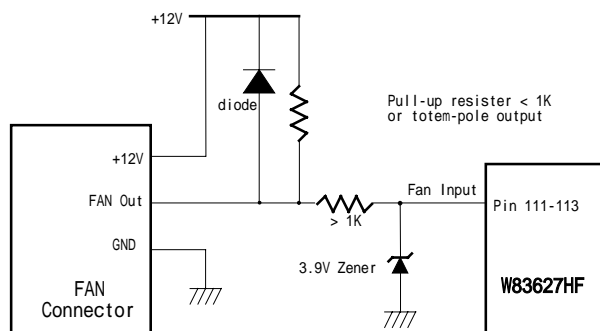 +12V
diode
Pull-up resister < 1K
or totem-pole output
+12V
FAN Out
Fan Input
Pin 111-113
> 1K
GND
3.9V Zener
W83627HF
FAN
Connector